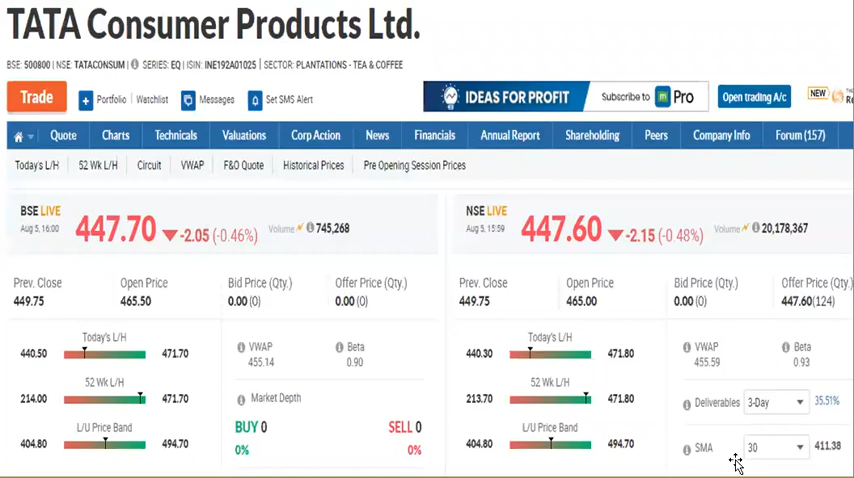 TATA Consumer Products Ltd.
BSE: 500800 | NSE: TATACONSUM | SERIES: EQ | ISIN: INE192A01025 | SECTOR: PLANTATIONS - TEA & COFFEE
Trade Portfolio | Watchlist Messages Set SMS Alert IDEAS FOR PROFIT Subscribe to m Pro Open trading A/c NEW
Quote Charts Technicals Valuations Corp Action News Financials Annual Report Shareholding Peers Company Info Forum (157)
Today's L/H 52 Wk L/H Circuit VWAP F&O Quote Historical Prices Pre Opening Session Prices
BSE LIVE
Aug 5, 16:00
447.70 -2.05 (-0.46%) Volume 745,268
Prev. Close Open Price Bid Price (Qty.) Offer Price (Qty.)
449.75 465.50 0.00 (0) 0.00 (0)
Today's L/H
440.50 471.70
52 Wk L/H
214.00 471.70
L/U Price Band
404.80 494.70
VWAP Beta
455.14 0.90
Market Depth
BUY 0 SELL 0
0% 0%
NSE LIVE
Aug 5, 15:59
447.60 -2.15 (-0 48%) Volume 20,178,367
Prev. Close Open Price Bid Price (Qty.) Offer Price (Qty.)
449.75 465.00 0.00 (0) 447.60(124)
Today's L/H
440.30 471.80
52 Wk L/H
213.70 471.80
L/U Price Band
404.80 494.70
VWAP Beta
455.59 0.93
Deliverables 3-Day 35.51%
SMA 30 411.38